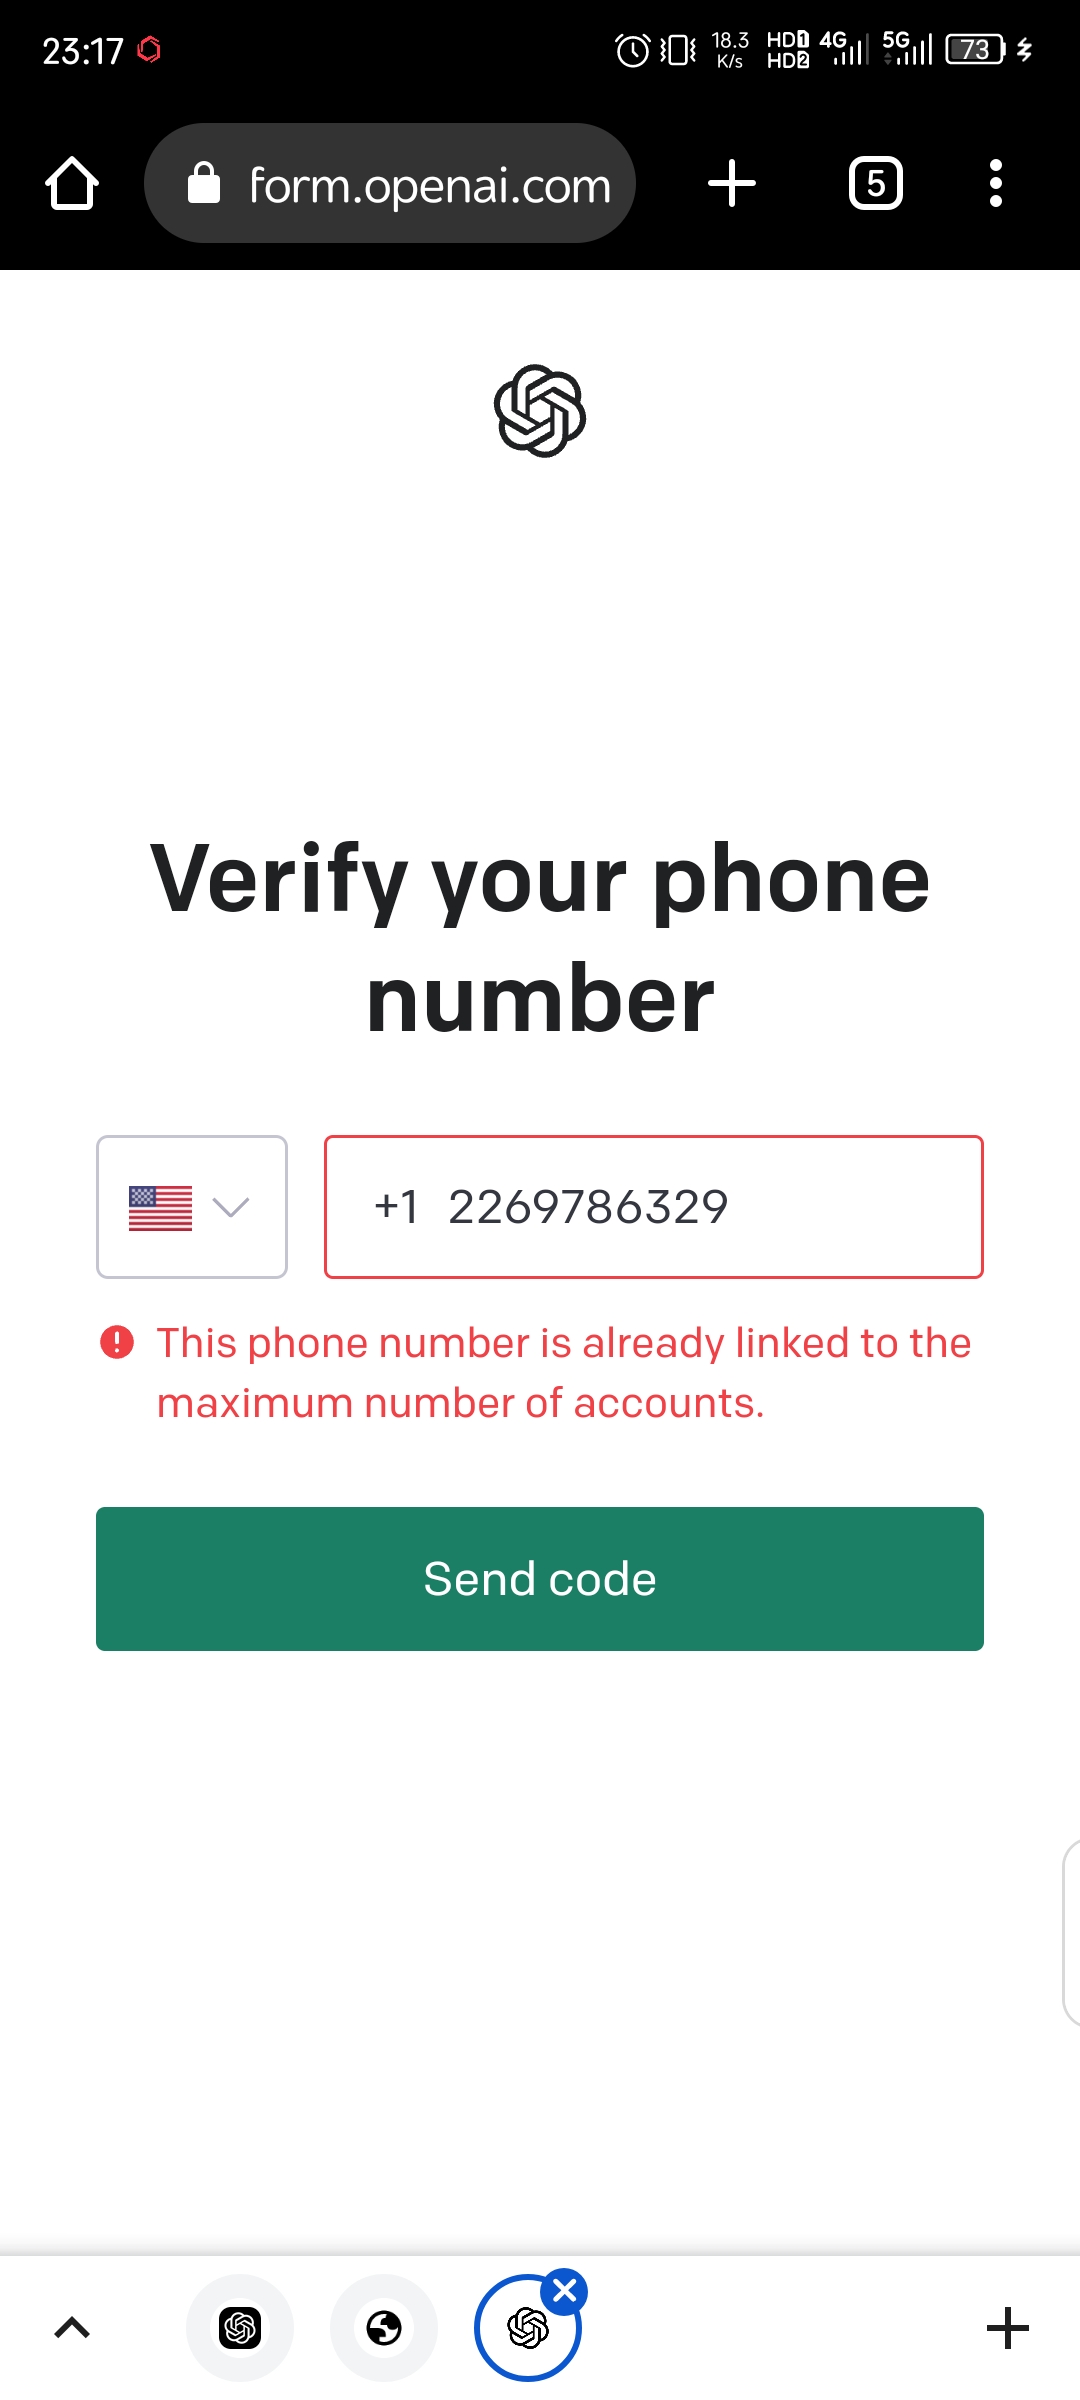 23:17 18.3 K/s HD1 HD2 4G 5G 73
form.openai.com 5
Verify your phone
number
+1 2269786329
This phone number is already linked to the
maximum number of accounts.
Send code